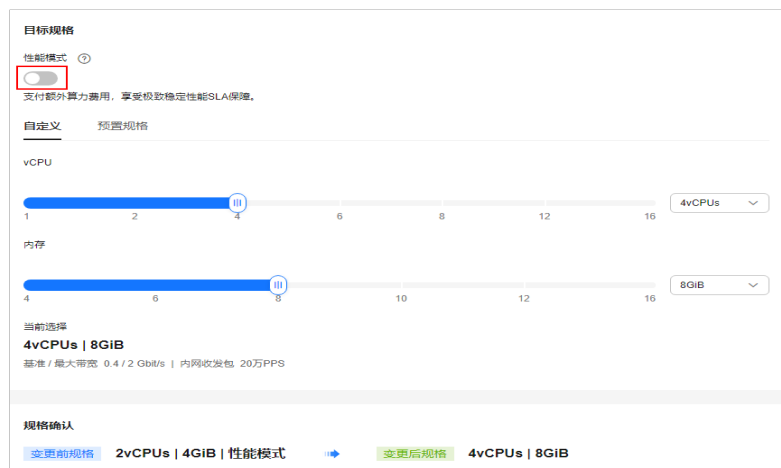 目标规格
性能模式 ?
支付额外算力费用，享受极致稳定性能SLA保障。
自定义 预置规格
vCPU
4vCPUs
1 2 4 6 8 12 16
内存
8GiB
4 6 8 10 12 16
当前选择
4vCPUs | 8GiB
基准 / 最大带宽 0.4 / 2 Gbit/s | 内网收发包 20万PPS
规格确认
变更前规格 2vCPUs | 4GiB | 性能模式 变更后规格 4vCPUs | 8GiB